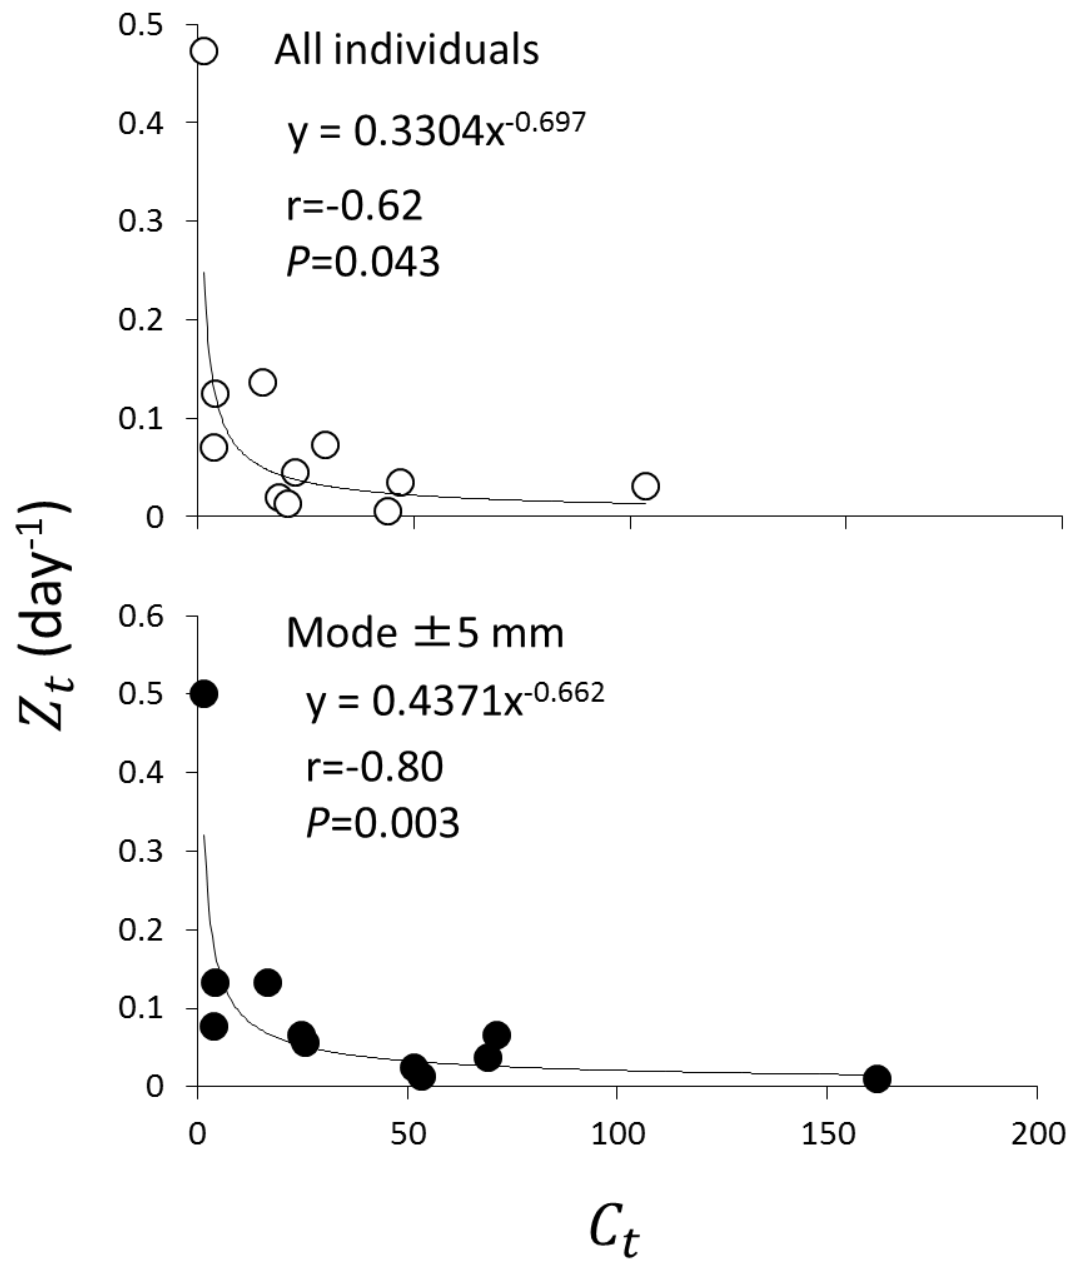 0.5
All individuals
0.4
y = 0.3304x-0.697
0.3
r=-0.62
P=0.043
0.2
0.1
0
Zt (day-1)
0.6
Mode ±5 mm
0.5
y = 0.4371x-0.662
0.4
r=-0.80
P=0.003
0.3
0.2
0.1
0
0 50 100 150 200
Ct